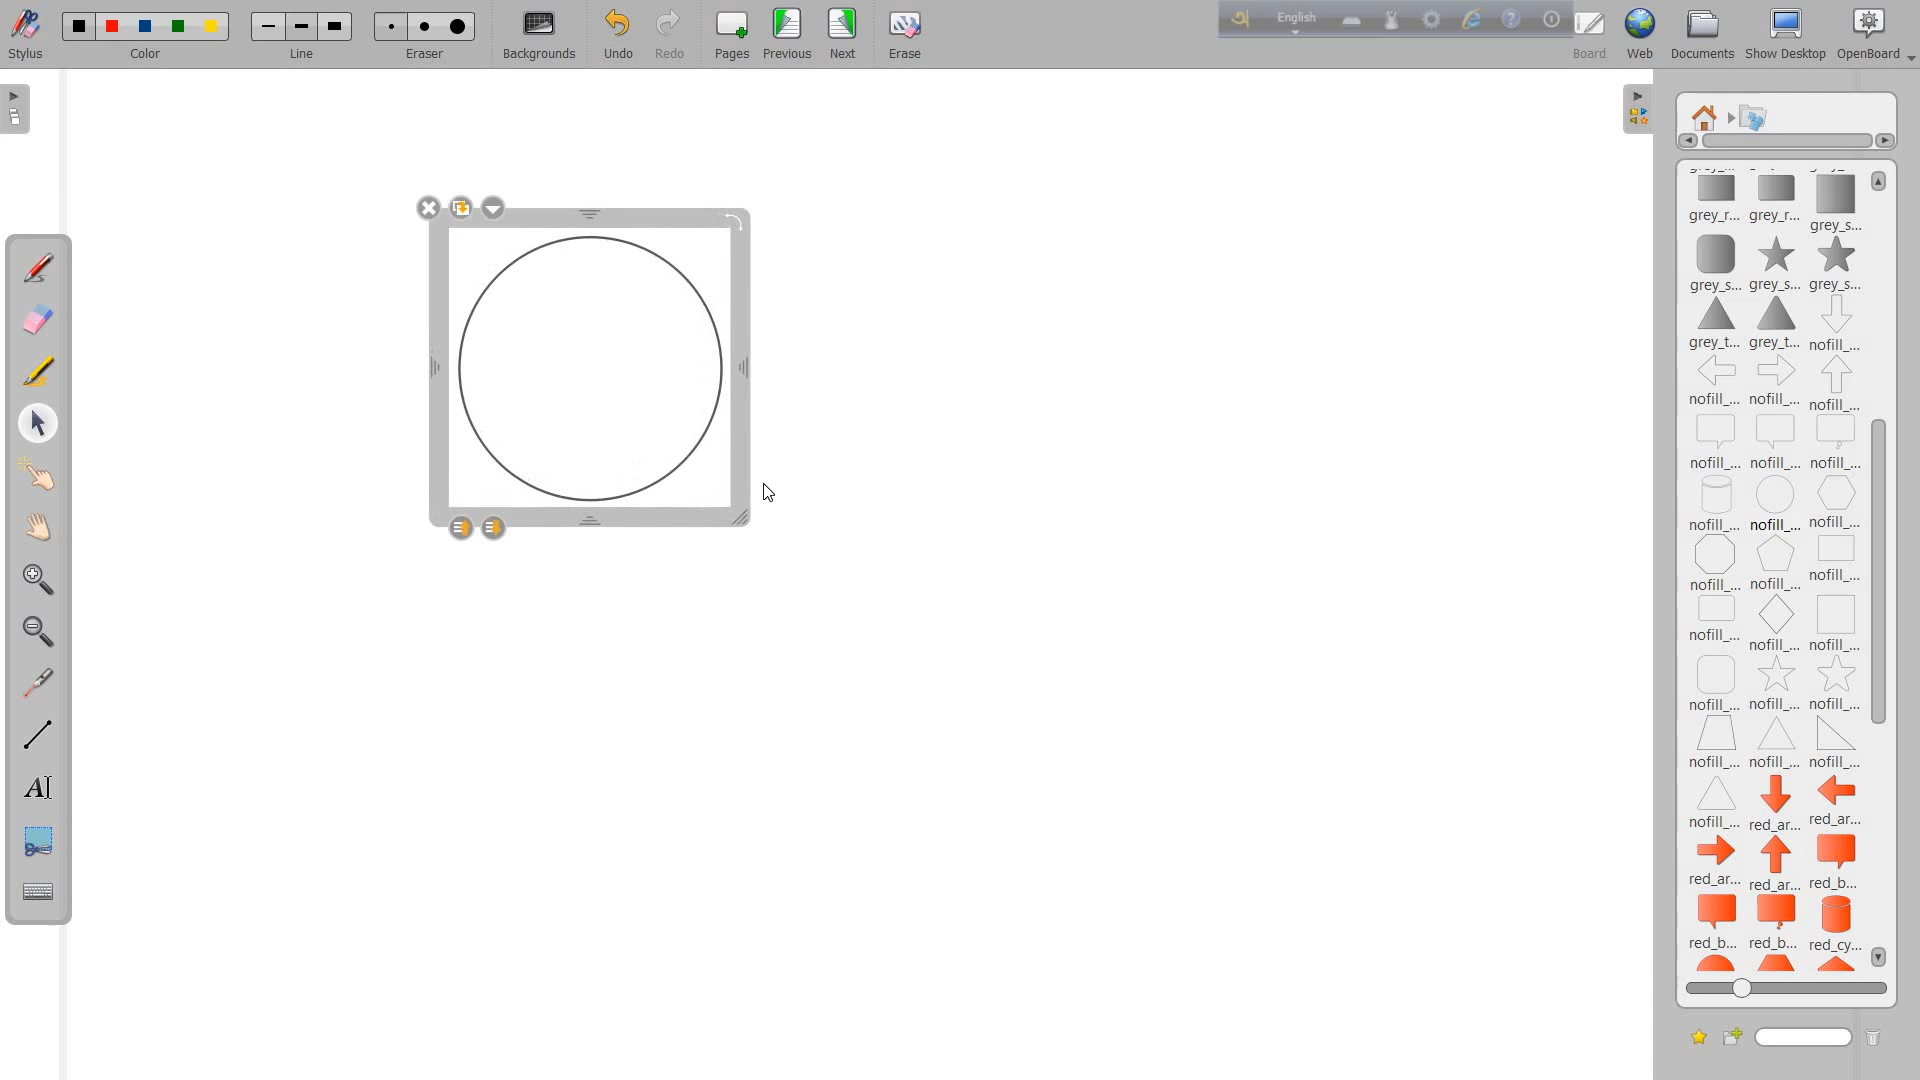 Stylus Color Line Eraser Backgrounds Undo Redo Pages Previous Next Erase English Board Web Documents Show Desktop OpenBoard
grey_r... grey_r... grey_s...
grey_s... grey_s... grey_s...
grey_t... grey_t... nofill_...
nofill_... nofill_... nofill_...
nofill_... nofill_... nofill_...
nofill_... nofill_... nofill_...
nofill_... nofill_... nofill_...
nofill_... nofill_... nofill_...
nofill_... nofill_... nofill_...
nofill_... nofill_... nofill_...
nofill_... red_ar... red_ar...
red_ar... red_ar... red_b...
red_b... red_b... red_cy...